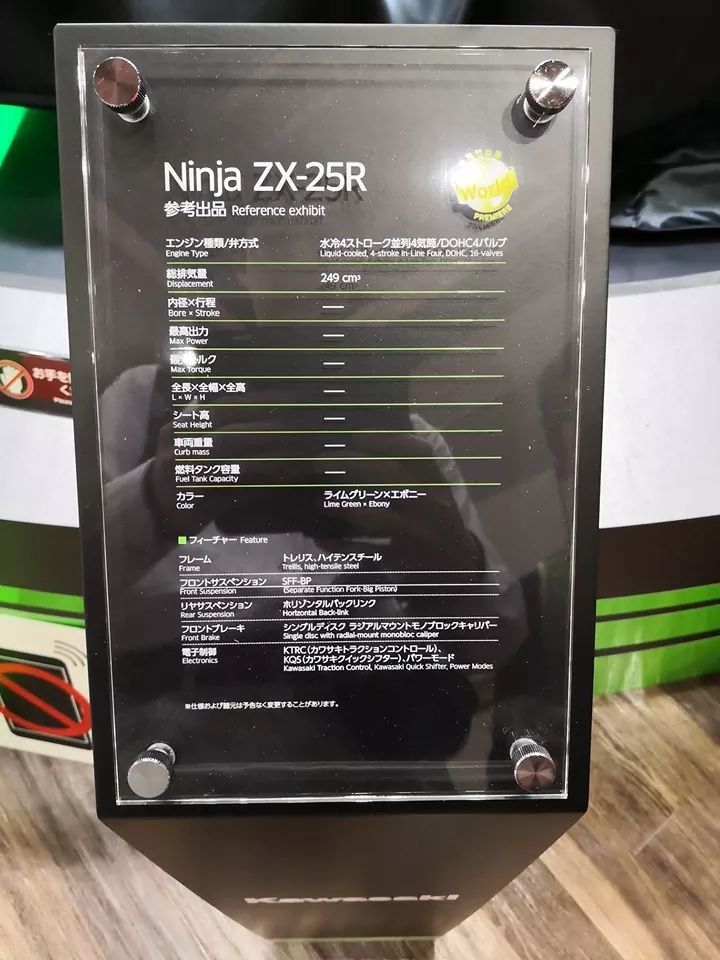 Ninja ZX-25R
参考出品 Reference exhibit
World
PREMIERE
エンジン種類/弁方式 水冷4ストローク並列4気筒/DOHC4バルブ
Engine Type Liquid-cooled, 4-stroke In-Line Four, DOHC, 16-valves
総排気量 249 cm³
Displacement
内径×行程 —
Bore × Stroke
最高出力 —
Max Power
ルク —
Max Torque
全長×全幅×全高 —
L × W × H
シート高 —
Seat Height
車両重量 —
Curb mass
燃料タンク容量 —
Fuel Tank Capacity
カラー ライムグリーン×エボニー
Color Lime Green × Ebony
フィーチャー Feature
フレーム トレリス、ハイテンスチール
Frame Trellis, high-tensile steel
フロントサスペンション SFF-BP
Front Suspension (Separate Function Fork-Big Piston)
リヤサスペンション ホリゾンタルバックリンク
Rear Suspension Horizontal Back-link
フロントブレーキ シングルディスク ラジアルマウントモノブロックキャリパー
Front Brake Single disc with radial-mount monobloc caliper
電子制御 KTRC(カワサキトラクションコントロール)、
Electronics KQS(カワサキクイックシフター)、パワーモード
Kawasaki Traction Control, Kawasaki Quick Shifter, Power Modes
※仕様および諸元は予告なく変更することがあります。
お手を
Kawasaki